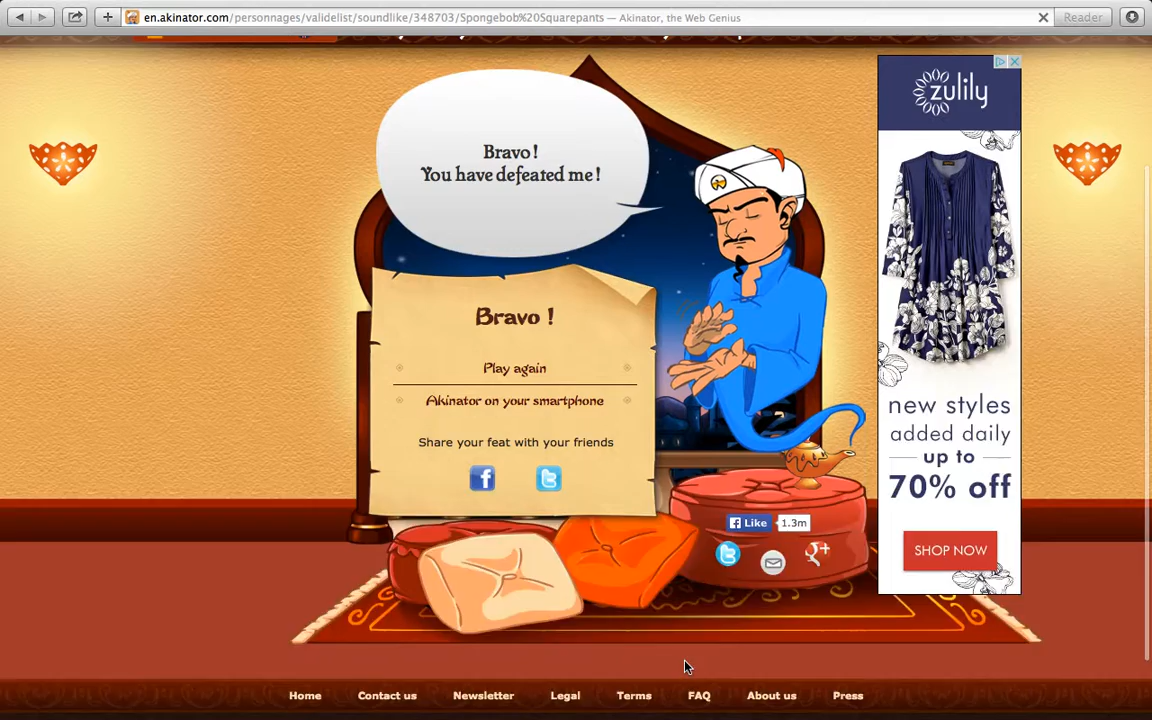 en.akinator.com/personnages/validelist/soundlike/348703/Spongebob%20Squarepants — Akinator, the Web Genius
Reader
zulily
Bravo !
You have defeated me !
Bravo !
Play again
Akinator on your smartphone
Share your feat with your friends
new styles
added daily
up to
70% off
SHOP NOW
Like
1.3m
Home
Contact us
Newsletter
Legal
Terms
FAQ
About us
Press